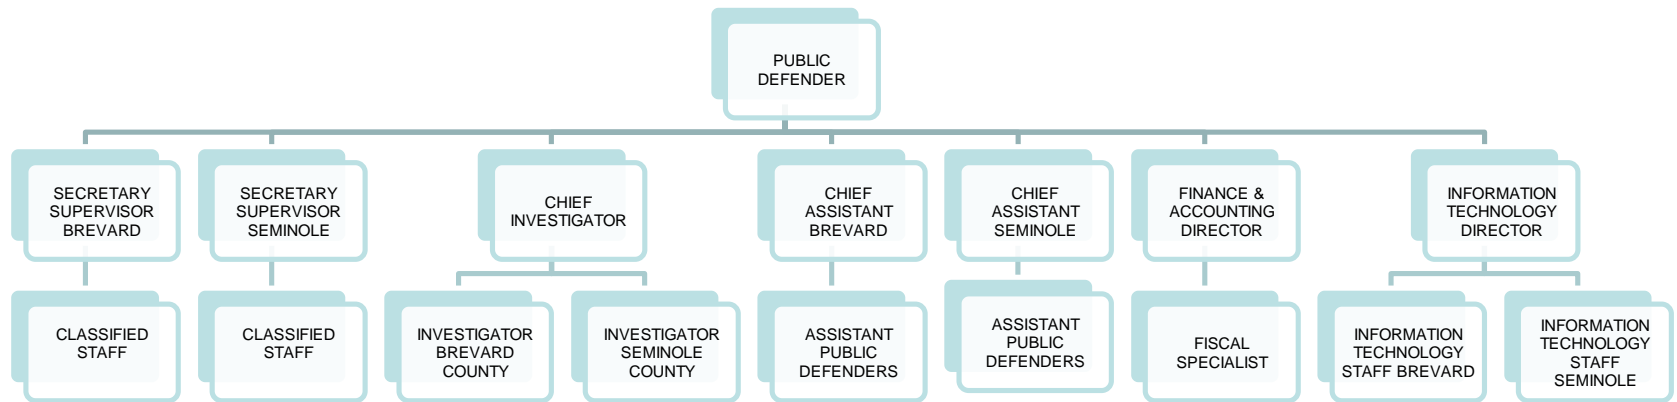 PUBLIC
DEFENDER
SECRETARY
SUPERVISOR
BREVARD
SECRETARY
SUPERVISOR
SEMINOLE
CHIEF
INVESTIGATOR
CHIEF
ASSISTANT
BREVARD
CHIEF
ASSISTANT
SEMINOLE
FINANCE &
ACCOUNTING
DIRECTOR
INFORMATION
TECHNOLOGY
DIRECTOR
CLASSIFIED
STAFF
CLASSIFIED
STAFF
INVESTIGATOR
BREVARD
COUNTY
INVESTIGATOR
SEMINOLE
COUNTY
ASSISTANT
PUBLIC
DEFENDERS
ASSISTANT
PUBLIC
DEFENDERS
FISCAL
SPECIALIST
INFORMATION
TECHNOLOGY
STAFF BREVARD
INFORMATION
TECHNOLOGY
STAFF
SEMINOLE